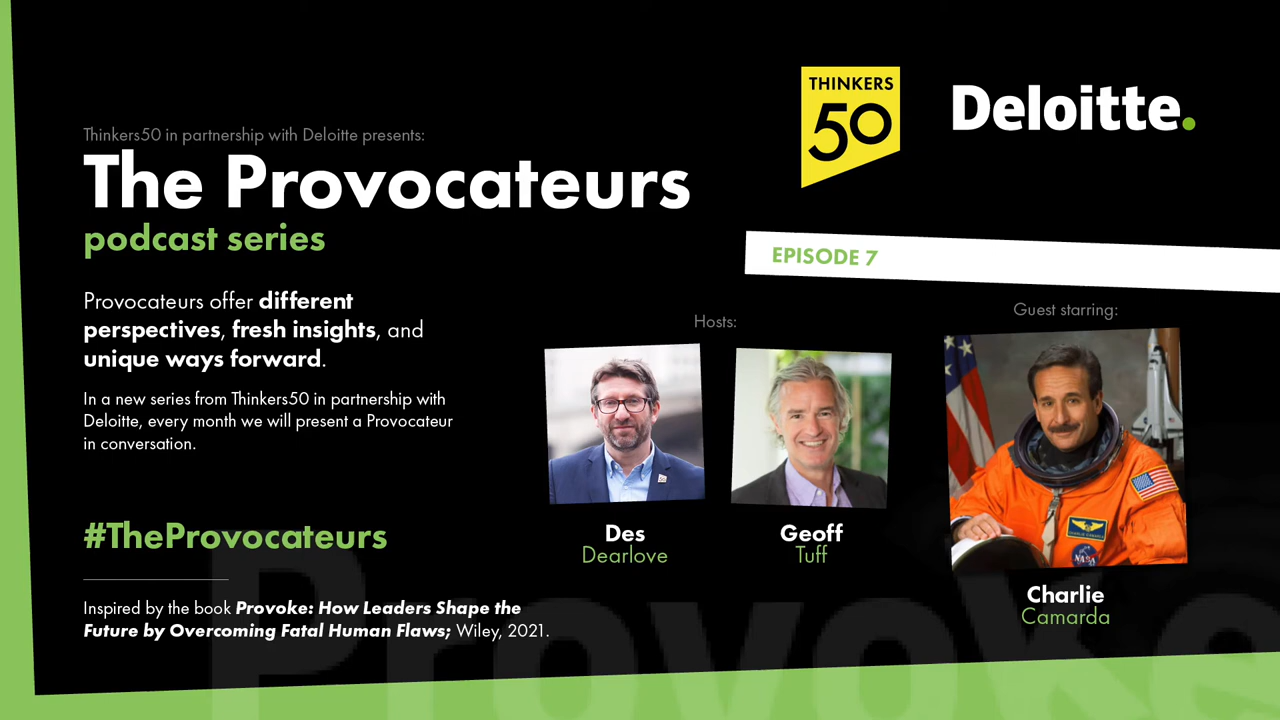 THINKERS
50
Deloitte.
Thinkers50 in partnership with Deloitte presents:
The Provocateurs
podcast series
EPISODE 7
Provocateurs offer different
perspectives, fresh insights, and
unique ways forward.
In a new series from Thinkers50 in partnership with
Deloitte, every month we will present a Provocateur
in conversation.
#TheProvocateurs
Inspired by the book Provoke: How Leaders Shape the
Future by Overcoming Fatal Human Flaws; Wiley, 2021.
Hosts:
Des
Dearlove
Geoff
Tuff
Guest starring:
NASA
Charlie
Camarda
Provoke